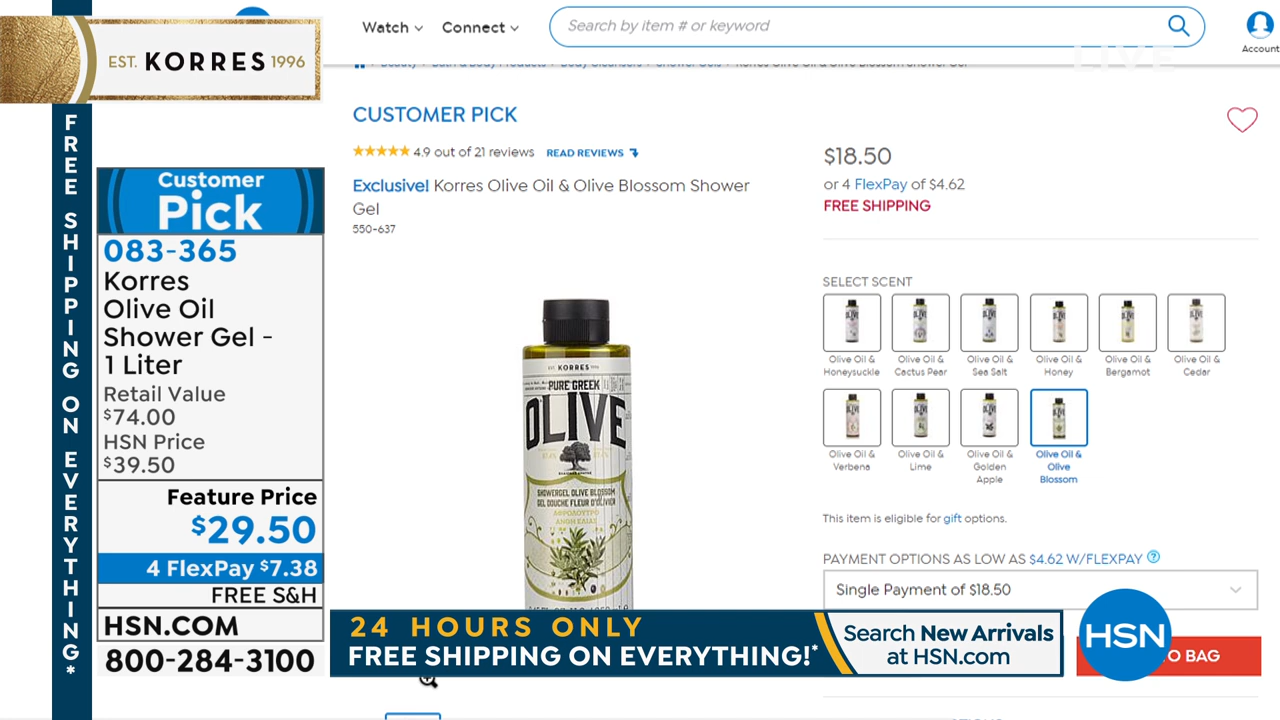 EST. KORRES 1996
FREE SHIPPING ON EVERYTHING!*
Customer
Pick
083-365
Korres
Olive Oil
Shower Gel -
1 Liter
Retail Value
$74.00
HSN Price
$39.50
Feature Price
$29.50
4 FlexPay $7.38
FREE S&H
HSN.COM
800-284-3100
Watch
Connect
Search by item # or keyword
Account
LIVE
CUSTOMER PICK
4.9 out of 21 reviews READ REVIEWS
Exclusive! Korres Olive Oil & Olive Blossom Shower
Gel
550-637
KORRES
PURE GREEK
OLIVE
SHOWERGEL OLIVE BLOSSOM
GEL DOUCHE FLEUR D'OLIVIER
ΑΦΡΟΛΟΥΤΡΟ
ΑΝΘΗ ΕΛΙΑΣ
$18.50
or 4 FlexPay of $4.62
FREE SHIPPING
SELECT SCENT
Olive Oil &
Honeysuckle
Olive Oil &
Cactus Pear
Olive Oil &
Sea Salt
Olive Oil &
Honey
Olive Oil &
Bergamot
Olive Oil &
Cedar
Olive Oil &
Verbena
Olive Oil &
Lime
Olive Oil &
Golden
Apple
Olive Oil &
Olive
Blossom
This item is eligible for gift options.
PAYMENT OPTIONS AS LOW AS $4.62 W/FLEXPAY
Single Payment of $18.50
24 HOURS ONLY
FREE SHIPPING ON EVERYTHING!*
Search New Arrivals
at HSN.com
HSN
O BAG